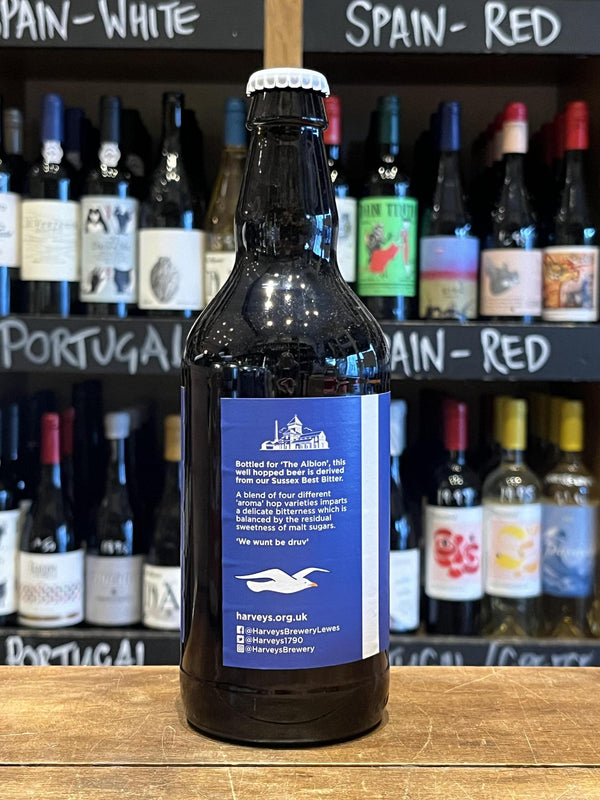 SPAIN-WHITE
SPAIN- RED
PORTUGAL
SPAIN- RED
Bottled for 'The Albion', this
well hopped beer is derived
from our Sussex Best Bitter.
A blend of four different
'aroma' hop varieties imparts
a delicate bitterness which is
balanced by the residual
sweetness of malt sugars.
'We wunt be druv'
harveys.org.uk
@HarveysBreweryLewes
@Harveys1790
@HarveysBrewery
PORTUGAL